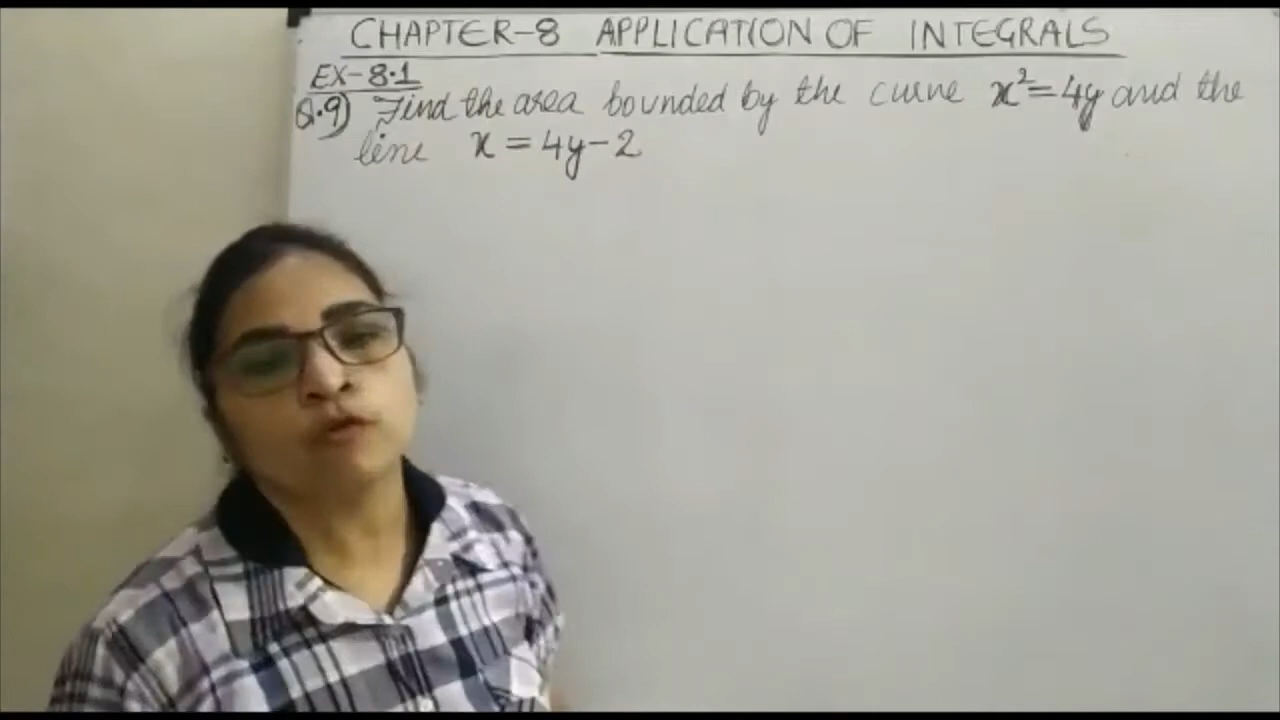 CHAPTER-8 APPLICATION OF INTEGRALS
EX-8.1
Q.9) Find the area bounded by the curve x²=4y and the
line x = 4y-2